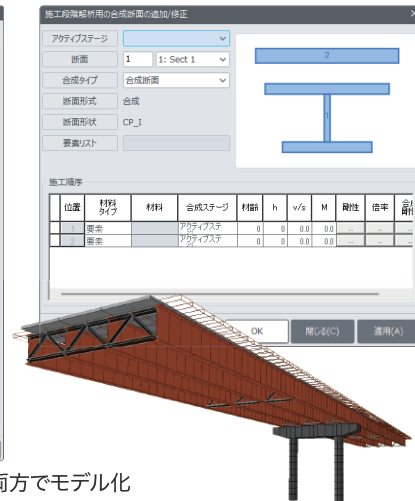 施工段階解析用の合成断面の追加/修正
アクティブステージ
断面 1 1: Sect 1
合成タイプ 合成断面
断面形式 合成
断面形状 CP_I
要素リスト
2
1
施工順序
位置 材料タイプ 材料 合成ステージ 材齢 h v/s M 剛性 倍率
1 要素 アクティブステ 0 0 0.0 0.0 ... ...
2 要素 アクティブステ 0 0 0.0 0.0 ... ...
OK 閉じる(C) 適用(A)
両方でモデル化